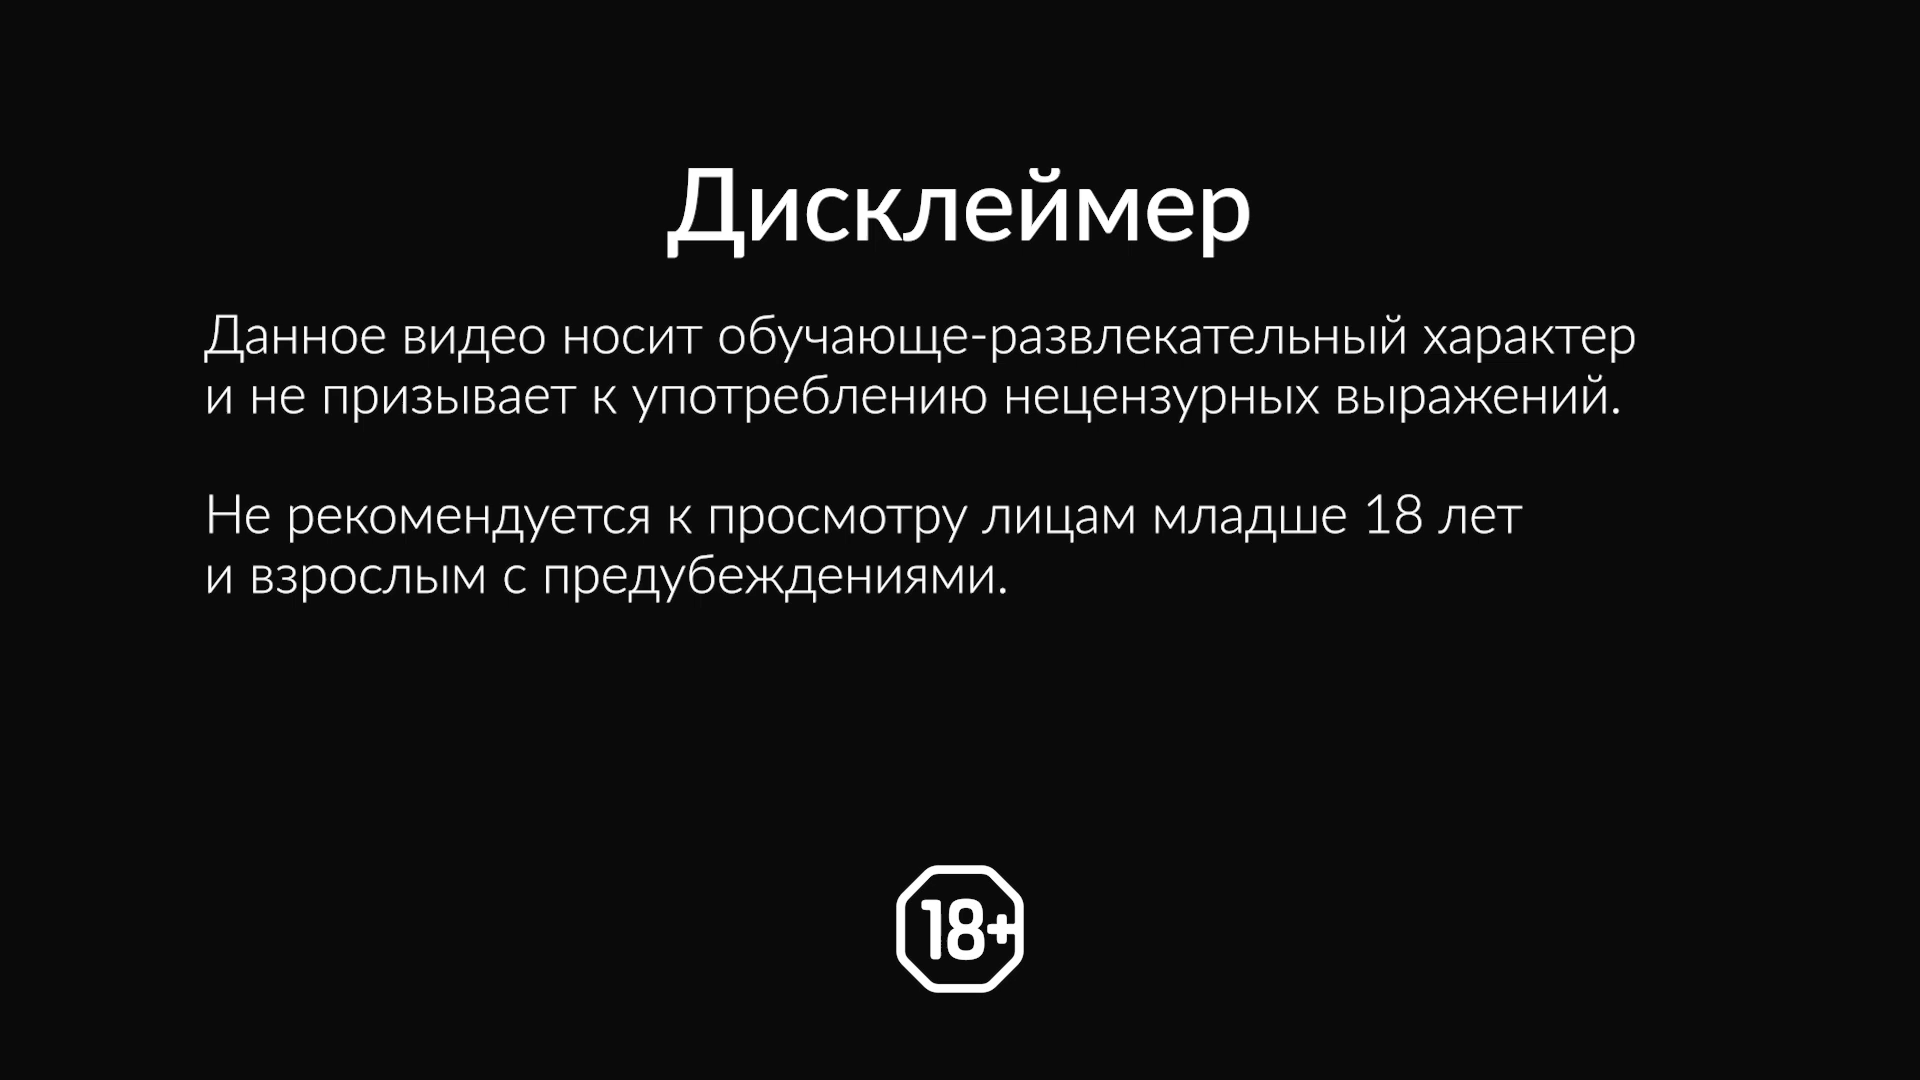 Дисклеймер
Данное видео носит обучающе-развлекательный характер
и не призывает к употреблению нецензурных выражений.
Не рекомендуется к просмотру лицам младше 18 лет
и взрослым с предубеждениями.
18+